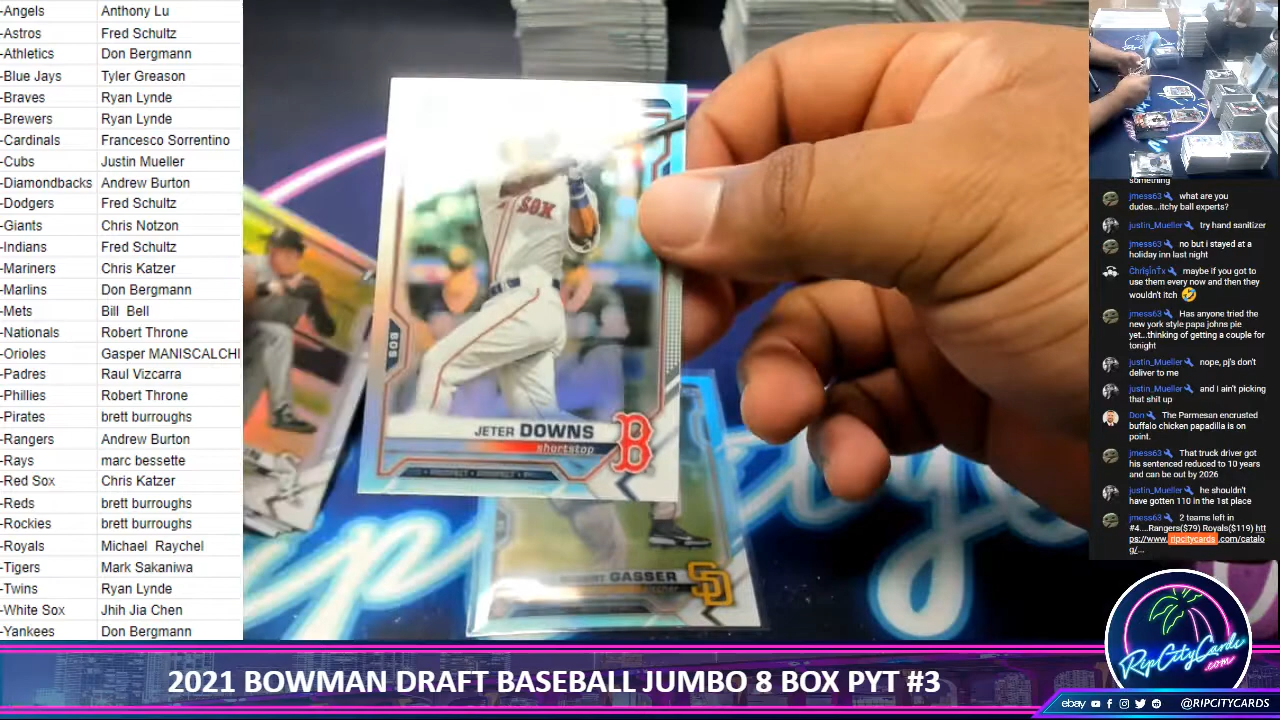 -Angels Anthony Lu
-Astros Fred Schultz
-Athletics Don Bergmann
-Blue Jays Tyler Greason
-Braves Ryan Lynde
-Brewers Ryan Lynde
-Cardinals Francesco Sorrentino
-Cubs Justin Mueller
-Diamondbacks Andrew Burton
-Dodgers Fred Schultz
-Giants Chris Notzon
-Indians Fred Schultz
-Mariners Chris Katzer
-Marlins Don Bergmann
-Mets Bill Bell
-Nationals Robert Throne
-Orioles Gasper MANISCALCHI
-Padres Raul Vizcarra
-Phillies Robert Throne
-Pirates brett burroughs
-Rangers Andrew Burton
-Rays marc bessette
-Red Sox Chris Katzer
-Reds brett burroughs
-Rockies brett burroughs
-Royals Michael Raychel
-Tigers Mark Sakaniwa
-Twins Ryan Lynde
-White Sox Jhih Jia Chen
-Yankees Don Bergmann
SOX
BOS
JETER DOWNS
shortstop
B
PROSPECT
GASSER
SD
something
jmess63 what are you
dudes...itchy ball experts?
justin_Mueller try hand sanitizer
jmess63 no but i stayed at a
holiday inn last night
maybe if you got to
use them every now and then they
wouldn't itch 🤣
jmess63 Has anyone tried the
new york style papa johns pie
yet...thinking of getting a couple for
tonight
justin_Mueller nope, pj's don't
deliver to me
justin_Mueller and I ain't picking
that shit up
Don The Parmesan encrusted
buffalo chicken papadilla is on
point.
jmess63 That truck driver got
his sentenced reduced to 10 years
and can be out by 2026
justin_Mueller he shouldn't
have gotten 110 in the 1st place
jmess63 2 teams left in
#4....Rangers($79) Royals($119) htt
ps://www.ripcitycards.com/catalo
g/...
RipCityCards
.com
2021 BOWMAN DRAFT BASEBALL JUMBO 8 BOX PYT #3
ebay @RIPCITYCARDS